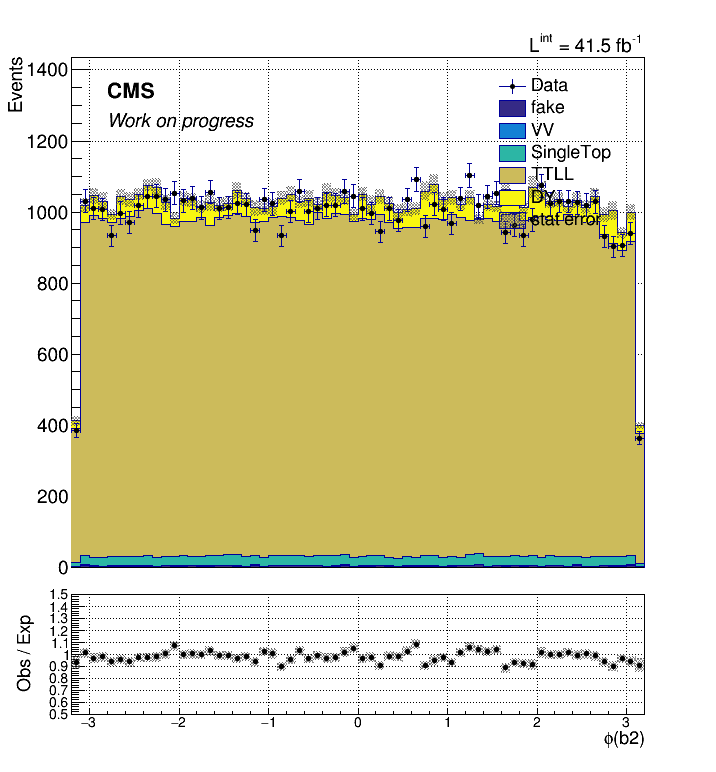 L^int = 41.5 fb^-1
Events
1400
1200
1000
800
600
400
200
0
CMS
Work on progress
Data
fake
VV
SingleTop
TTLL
DY
stat error
Obs / Exp
1.5
1.4
1.3
1.2
1.1
1
0.9
0.8
0.7
0.6
0.5
−3 −2 −1 0 1 2 3
ϕ(b2)